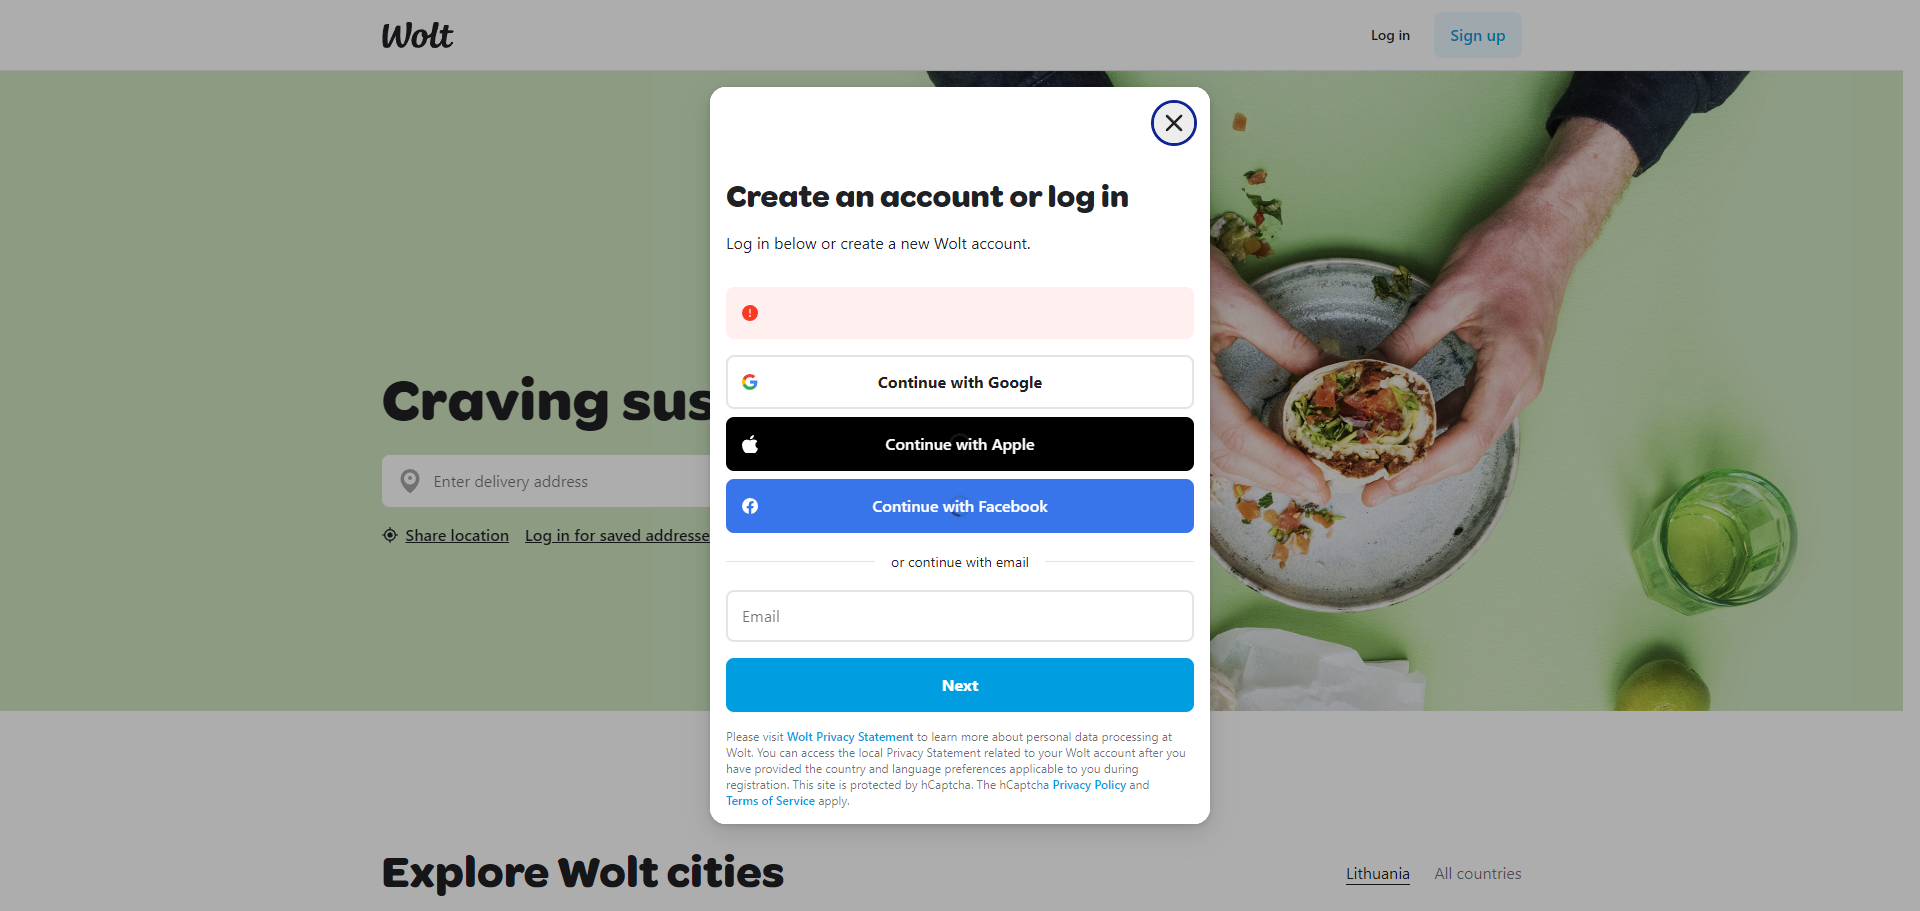 Wolt
Log in
Sign up
Create an account or log in
Log in below or create a new Wolt account.
Continue with Google
Continue with Apple
Continue with Facebook
or continue with email
Email
Next
Please visit Wolt Privacy Statement to learn more about personal data processing at
Wolt. You can access the local Privacy Statement related to your Wolt account after you
have provided the country and language preferences applicable to you during
registration. This site is protected by hCaptcha. The hCaptcha Privacy Policy and
Terms of Service apply.
Craving sus
Enter delivery address
Share location
Log in for saved addresse
Explore Wolt cities
Lithuania
All countries